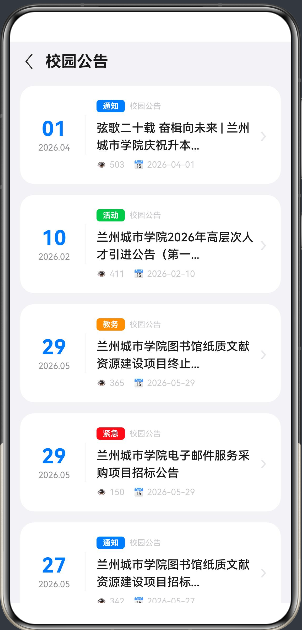 校园公告
01
2026.04
通知 校园公告
弦歌二十载 奋楫向未来 | 兰州
城市学院庆祝升本...
503 2026-04-01
10
2026.02
活动 校园公告
兰州城市学院2026年高层次人
才引进公告（第一...
411 2026-02-10
29
2026.05
教务 校园公告
兰州城市学院图书馆纸质文献
资源建设项目终止...
365 2026-05-29
29
2026.05
紧急 校园公告
兰州城市学院电子邮件服务采
购项目招标公告
150 2026-05-29
27
2026.05
通知 校园公告
兰州城市学院图书馆纸质文献
资源建设项目招标...
342 2026-05-27